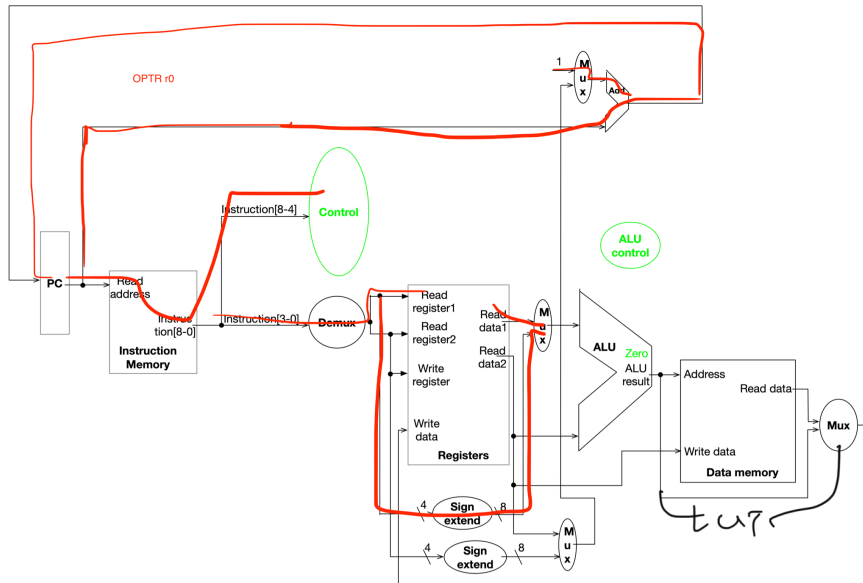 OPTR r0
1
M
u
x
Add
Instruction[8-4]
Control
ALU
control
PC
Read
address
Instruc
tion[8-0]
Instruction[3-0]
Demux
Instruction
Memory
Read
register1
Read
register2
Write
register
Write
data
Read
data1
Read
data2
Registers
M
u
x
ALU
Zero
ALU
result
Address
Read data
Write data
Data memory
Mux
4
Sign
extend
8
4
Sign
extend
8
M
u
x